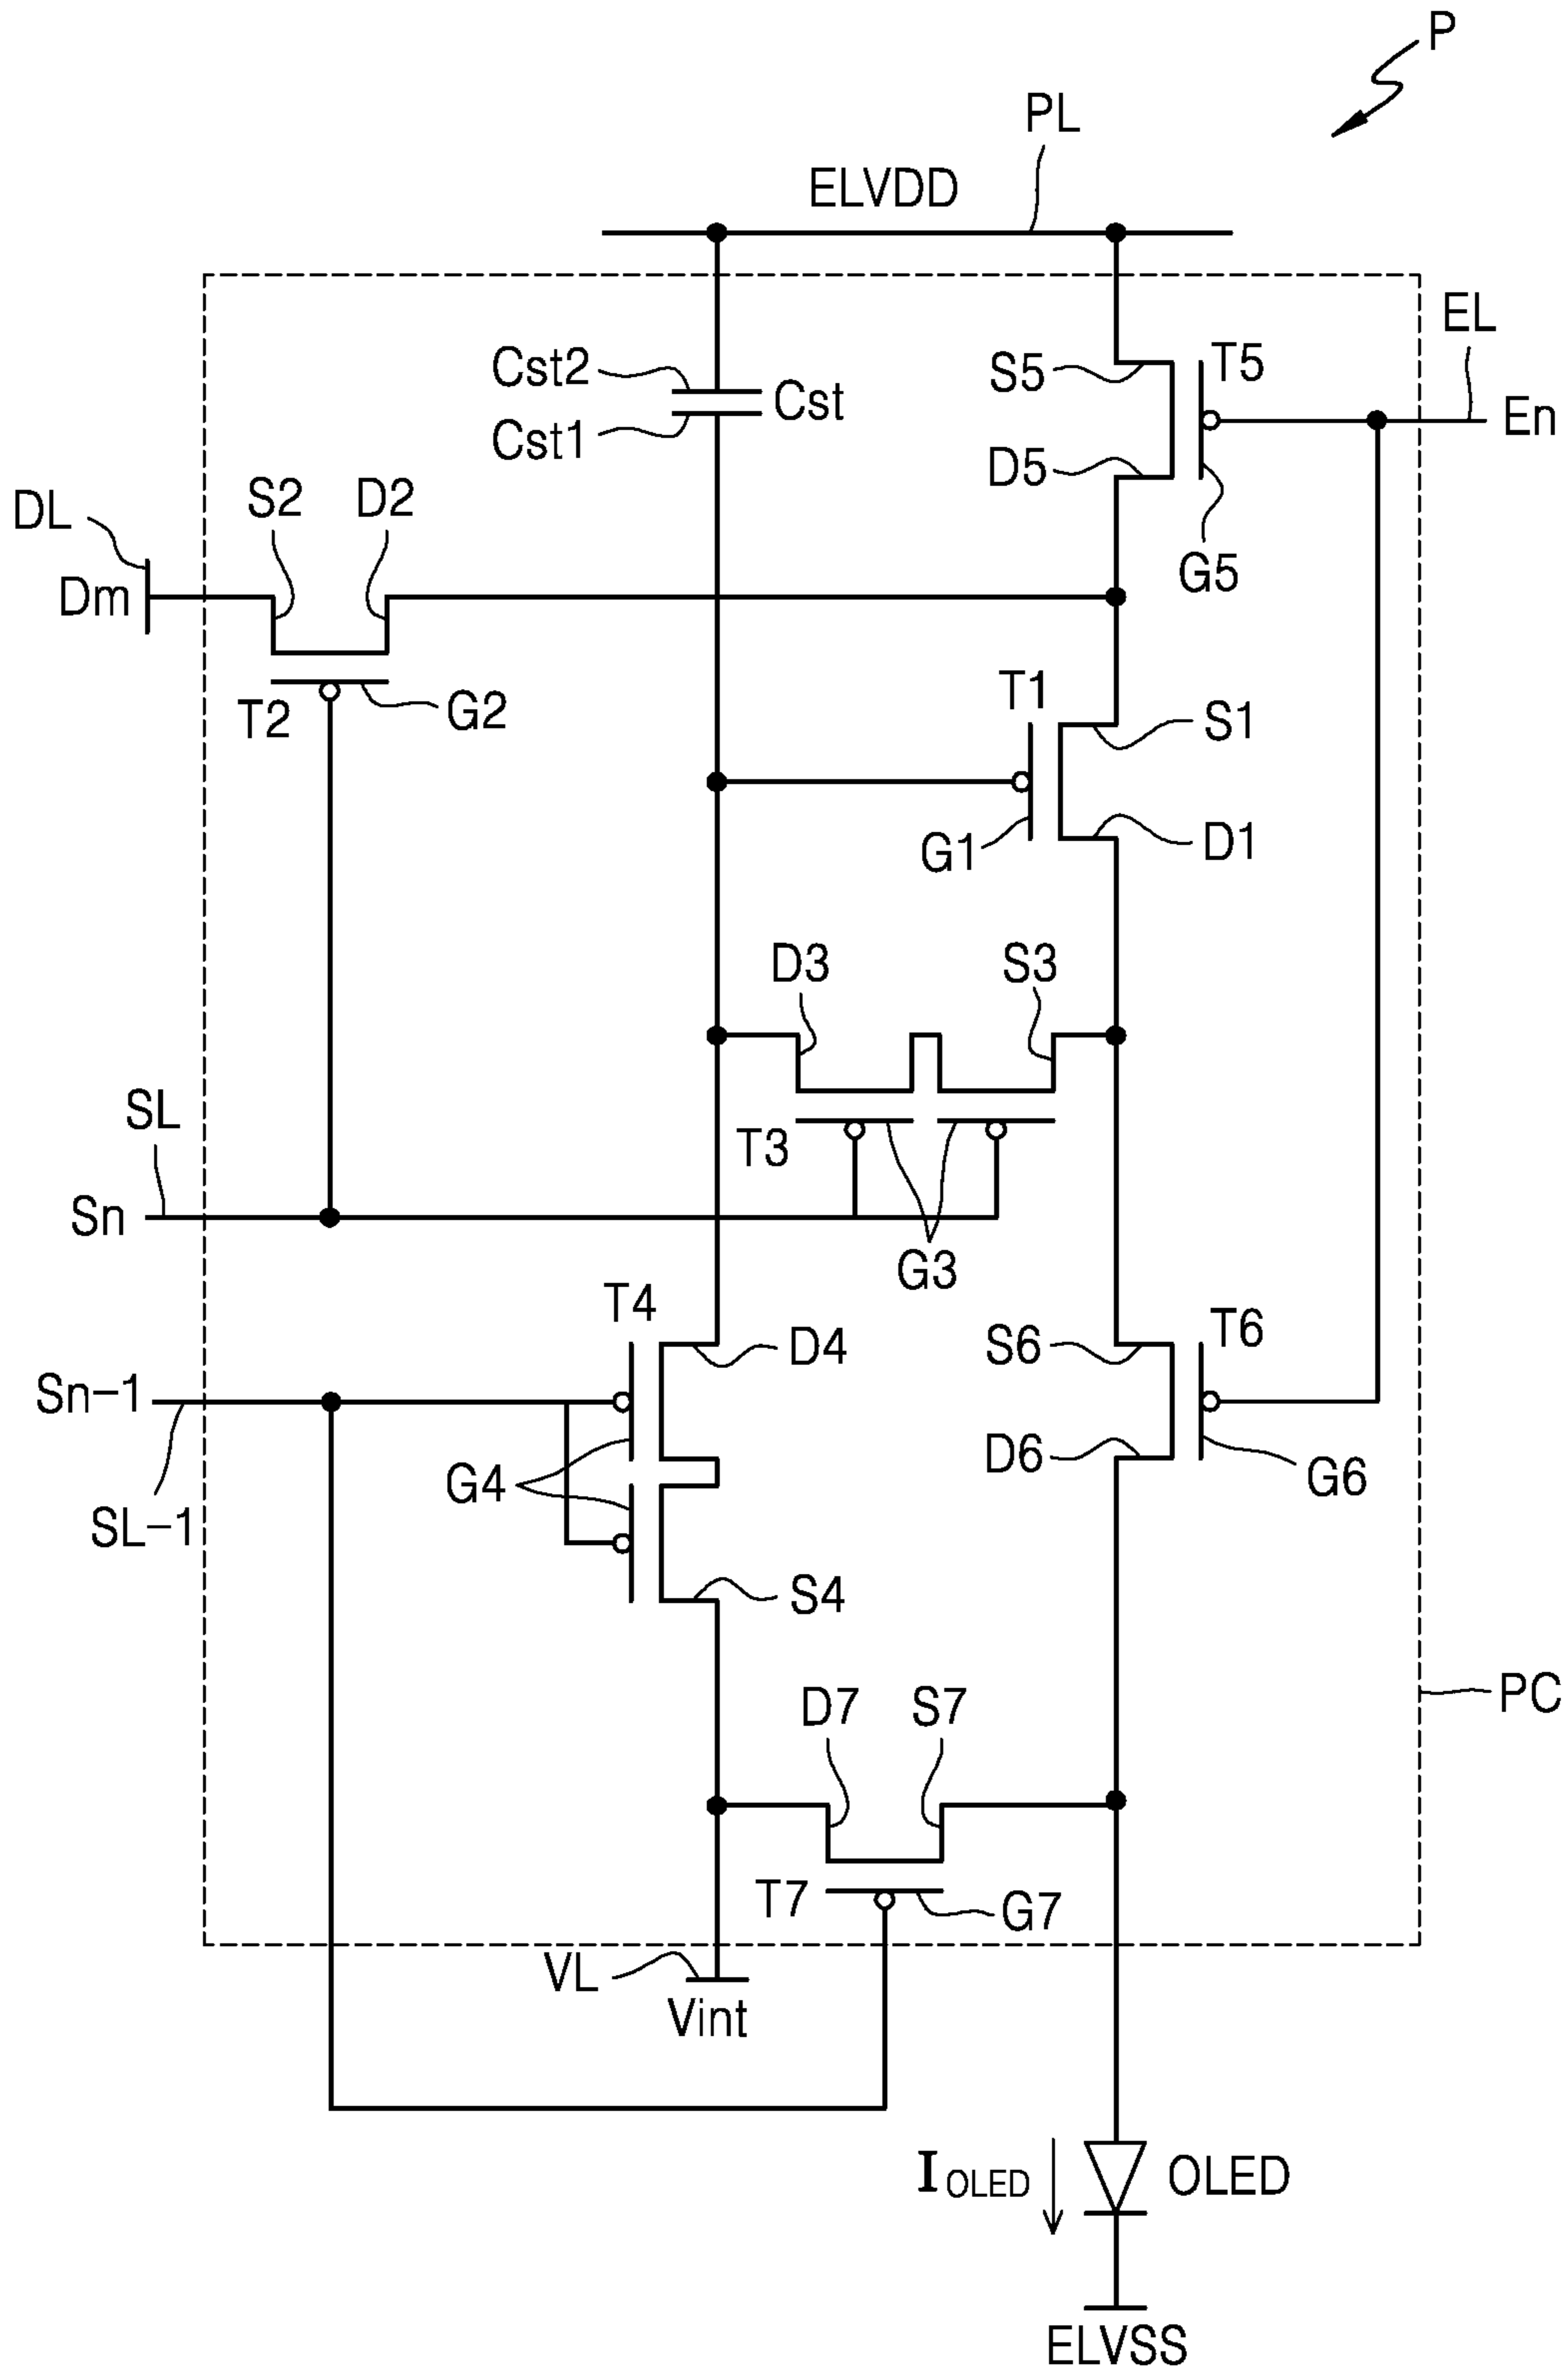 P
PL
ELVDD
EL
Cst2
Cst
Cst1
S5
T5
En
D5
G5
DL
S2
D2
Dm
T2
G2
T1
S1
G1
D1
D3
S3
SL
T3
Sn
G3
T4
D4
S6
T6
Sn-1
G4
D6
G6
SL-1
S4
D7
S7
PC
T7
G7
VL
Vint
IOLED
OLED
ELVSS